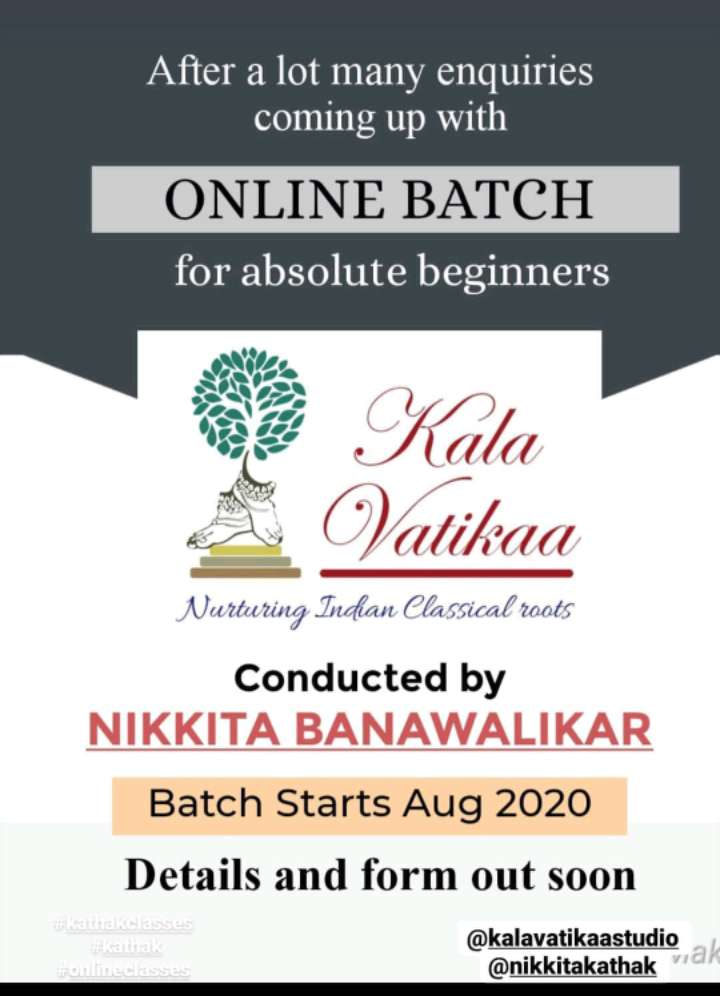 After a lot many enquiries
coming up with
ONLINE BATCH
for absolute beginners
Kala
Vatikaa
Nurturing Indian Classical roots
Conducted by
NIKKITA BANAWALIKAR
Batch Starts Aug 2020
Details and form out soon
#kathakclasses
#kathak
#onlineclasses
@kalavatikaastudio
@nikkitakathak